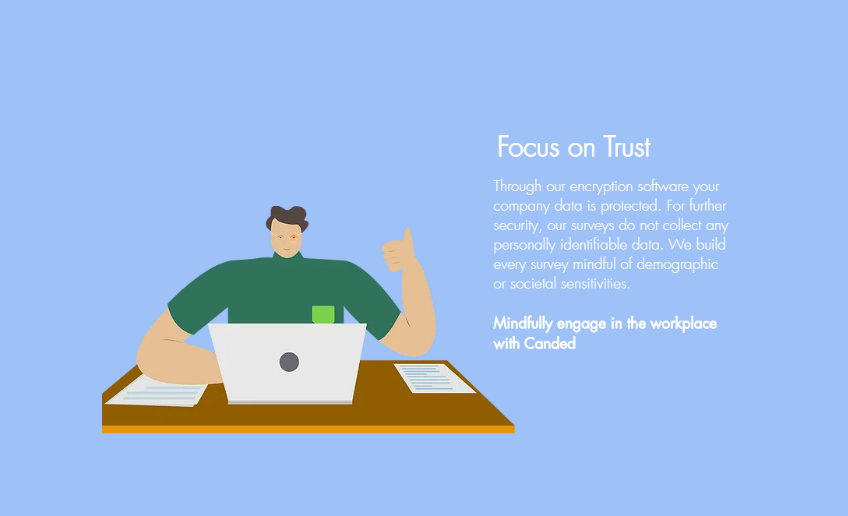 Focus on Trust
Through our encryption software your
company data is protected. For further
security, our surveys do not collect any
personally identifiable data. We build
every survey mindful of demographic
or societal sensitivities.
Mindfully engage in the workplace
with Canded